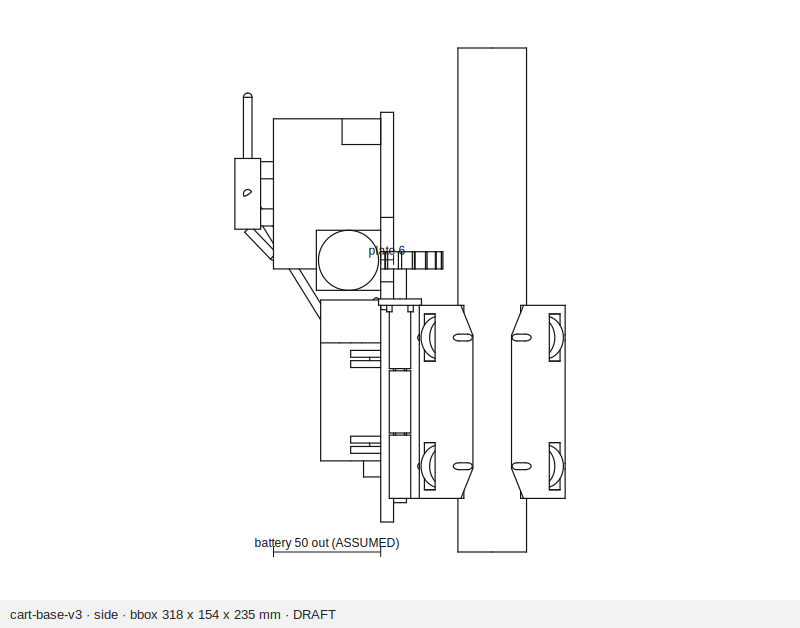 plate 6
battery 50 out (ASSUMED)
cart-base-v3 · side · bbox 318 x 154 x 235 mm · DRAFT